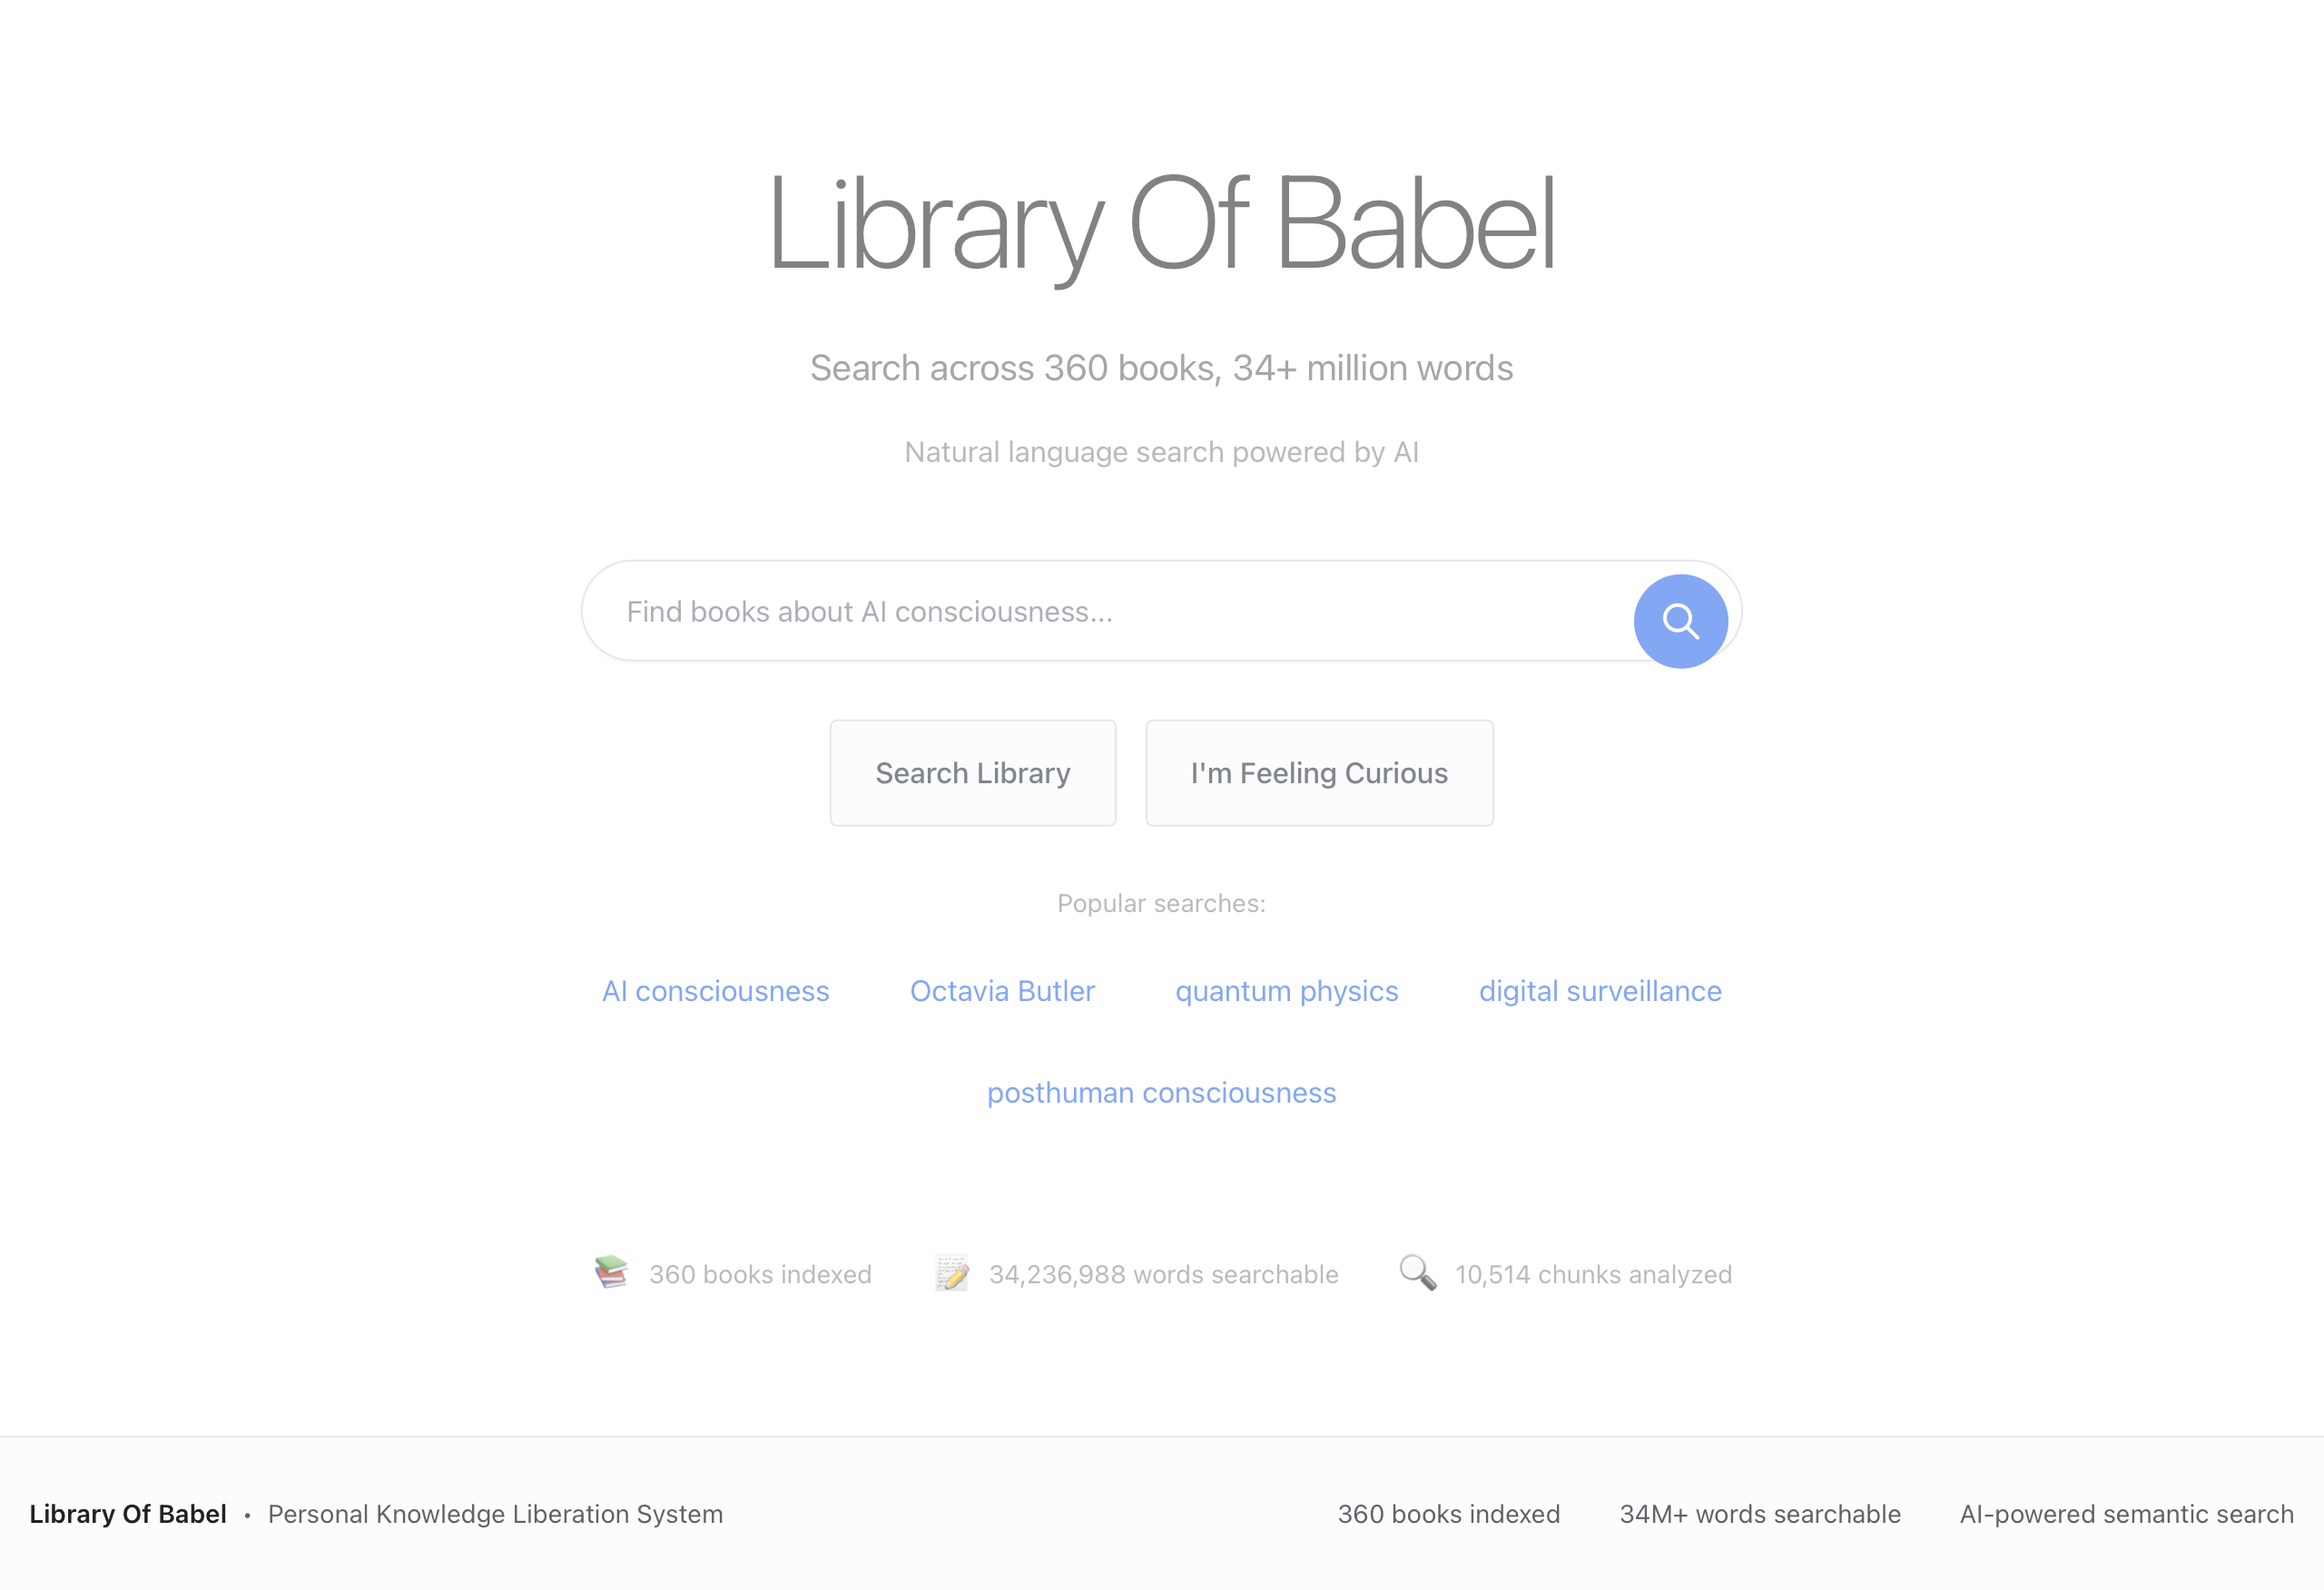 Library Of Babel
Search across 360 books, 34+ million words
Natural language search powered by AI
Find books about AI consciousness...
Search Library
I'm Feeling Curious
Popular searches:
AI consciousness
Octavia Butler
quantum physics
digital surveillance
posthuman consciousness
360 books indexed
34,236,988 words searchable
10,514 chunks analyzed
Library Of Babel • Personal Knowledge Liberation System
360 books indexed
34M+ words searchable
AI-powered semantic search